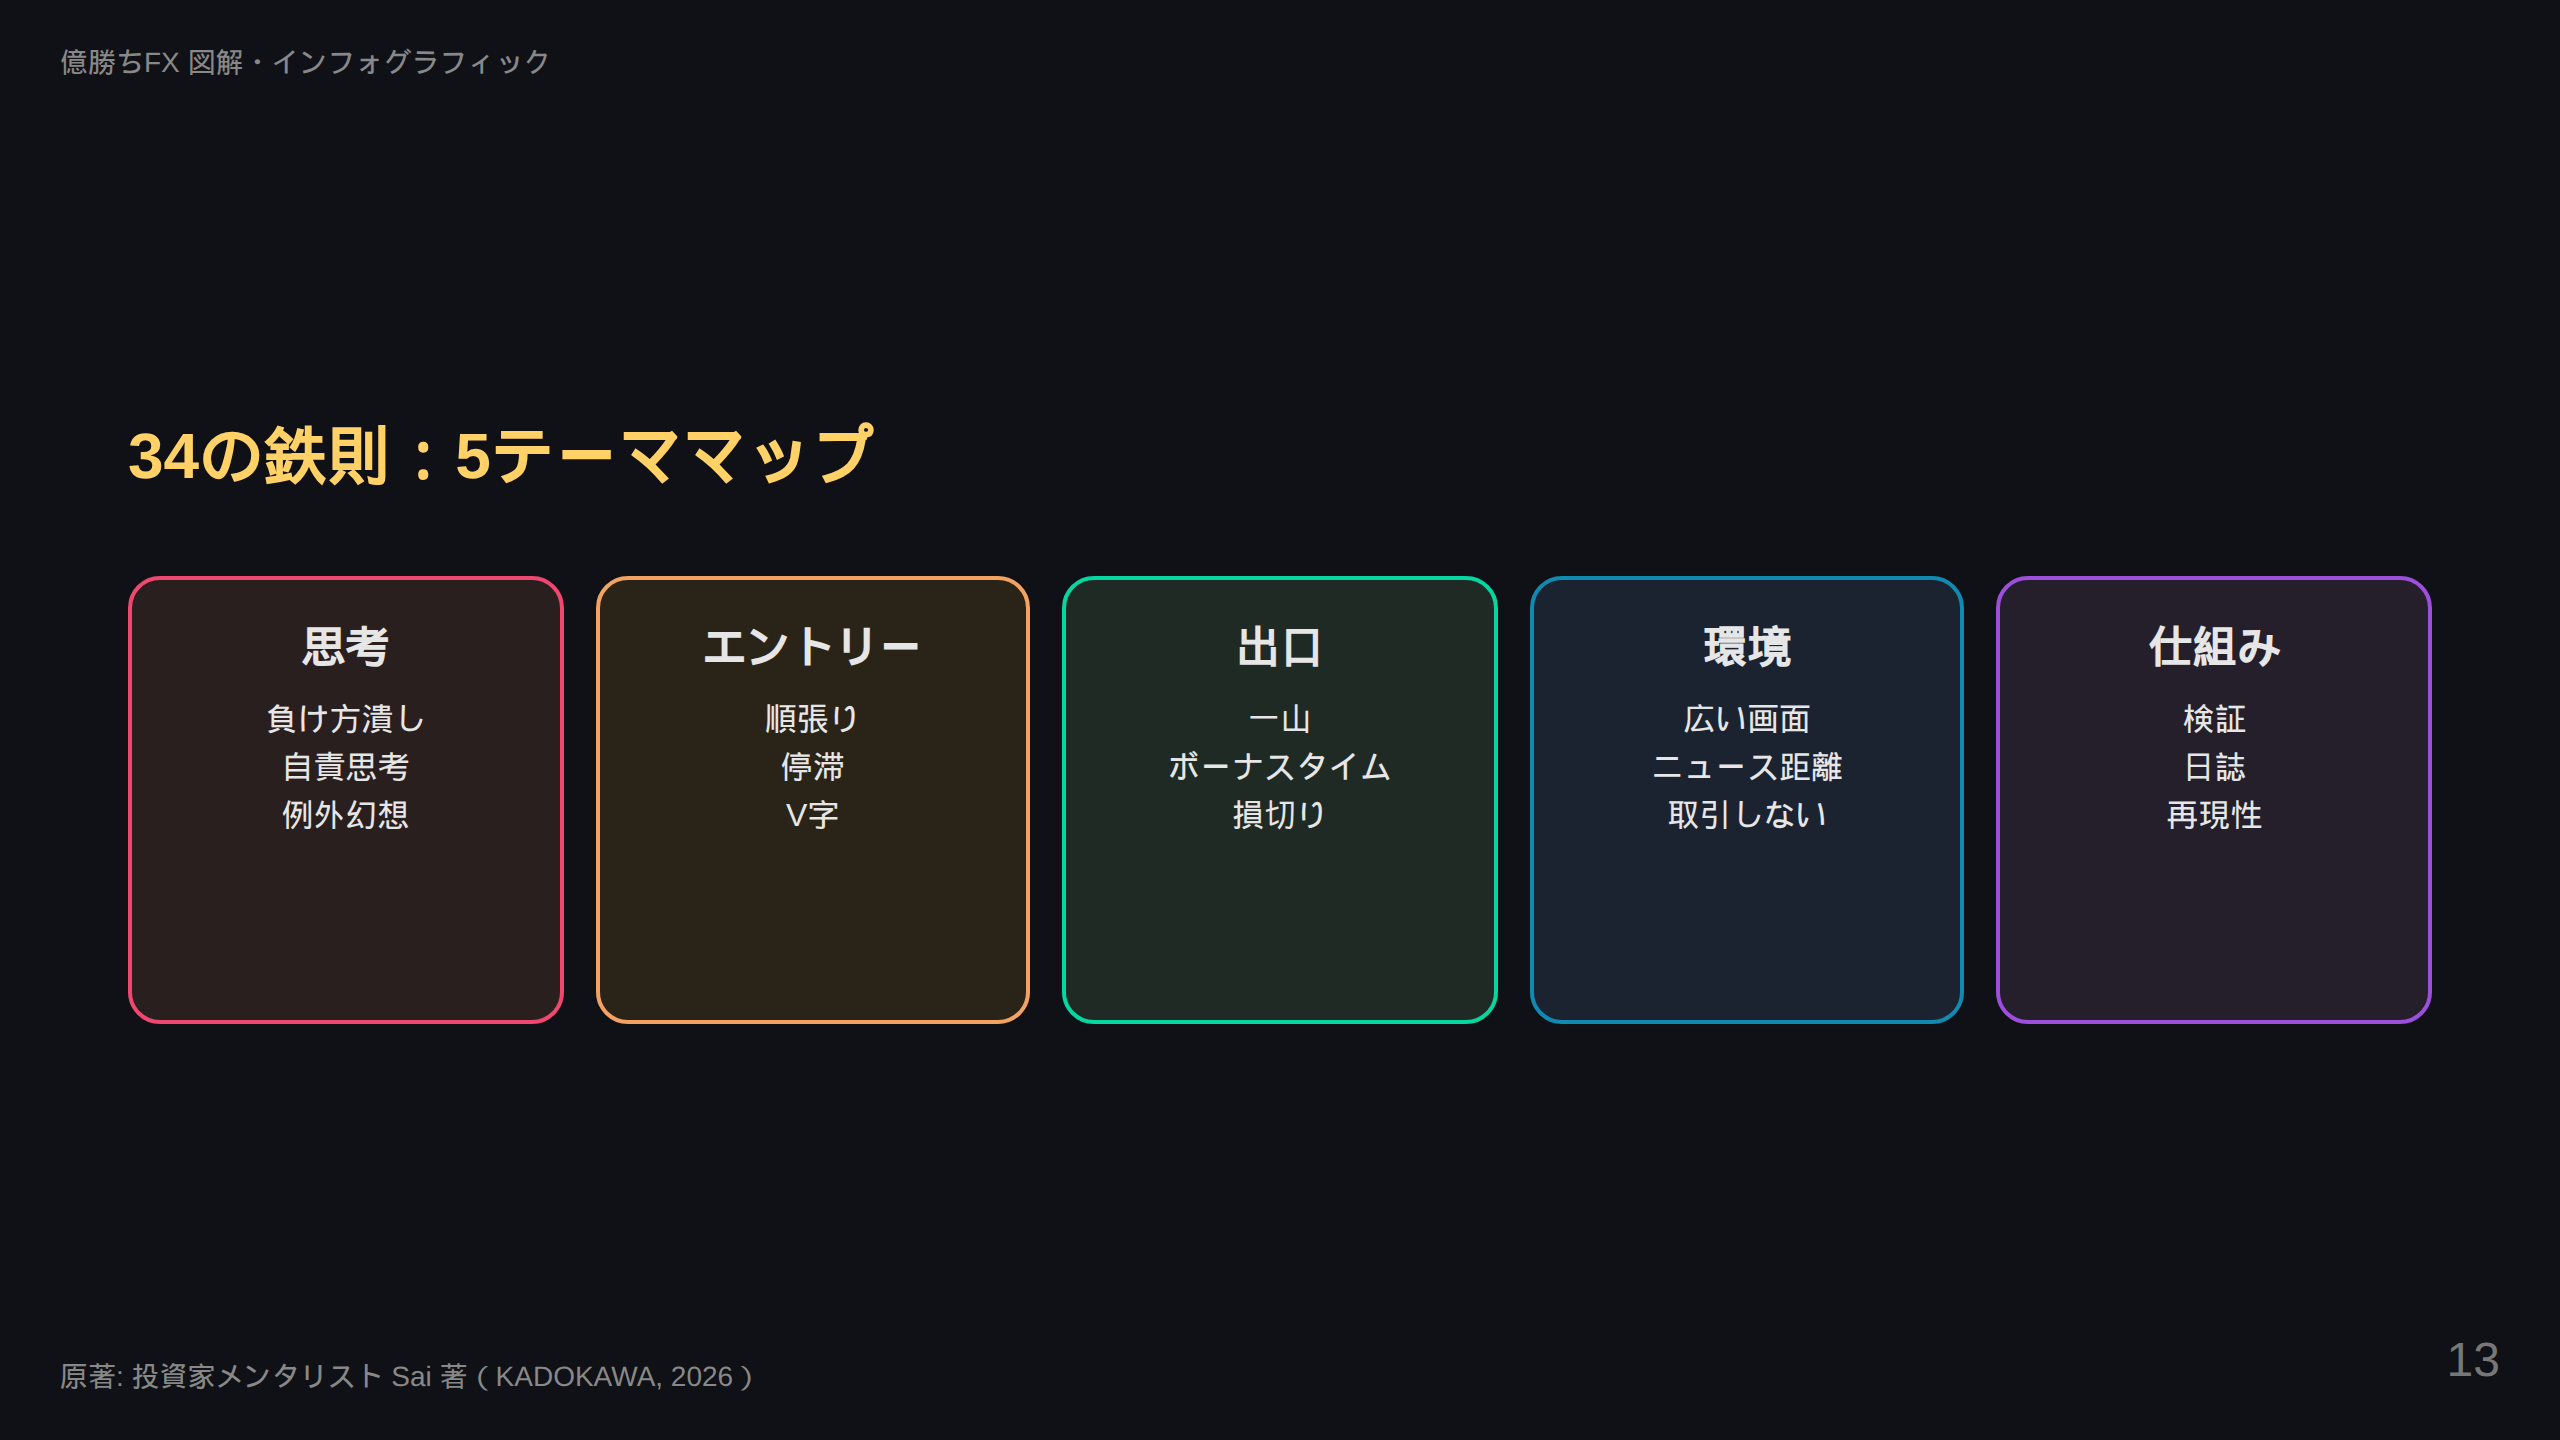 億勝ちFX 図解・インフォグラフィック
34の鉄則：5テーママップ
思考
負け方潰し
自責思考
例外幻想
エントリー
順張り
停滞
V字
出口
一山
ボーナスタイム
損切り
環境
広い画面
ニュース距離
取引しない
仕組み
検証
日誌
再現性
原著: 投資家メンタリスト Sai 著（KADOKAWA, 2026）
13